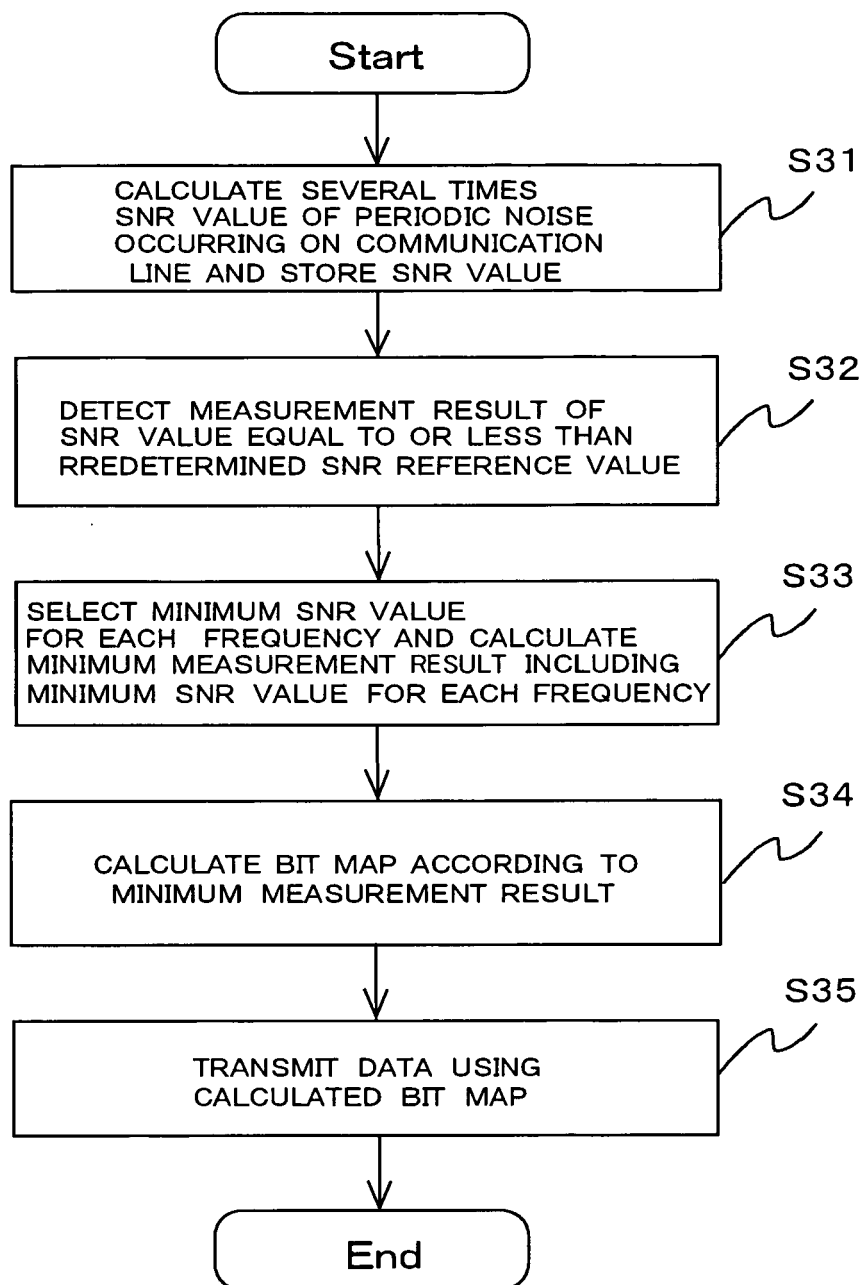 Start
S31
CALCULATE SEVERAL TIMES
SNR VALUE OF PERIODIC NOISE
OCCURRING ON COMMUNICATION
LINE AND STORE SNR VALUE
S32
DETECT MEASUREMENT RESULT OF
SNR VALUE EQUAL TO OR LESS THAN
RREDETERMINED SNR REFERENCE VALUE
S33
SELECT MINIMUM SNR VALUE
FOR EACH FREQUENCY AND CALCULATE
MINIMUM MEASUREMENT RESULT INCLUDING
MINIMUM SNR VALUE FOR EACH FREQUENCY
S34
CALCULATE BIT MAP ACCORDING TO
MINIMUM MEASUREMENT RESULT
S35
TRANSMIT DATA USING
CALCULATED BIT MAP
End